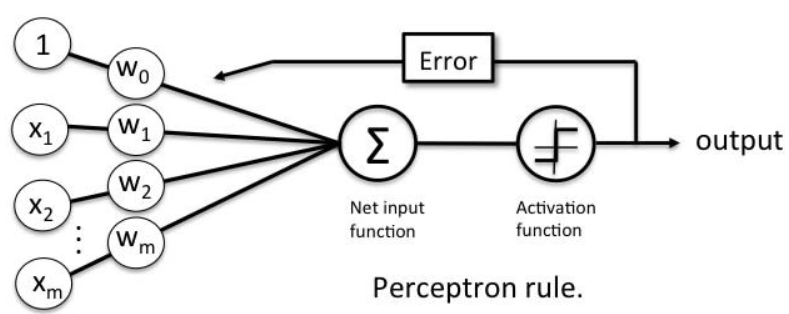 1
w0
Error
x1
w1
Σ
output
x2
w2
Net input
function
Activation
function
⋮
wm
xm
Perceptron rule.